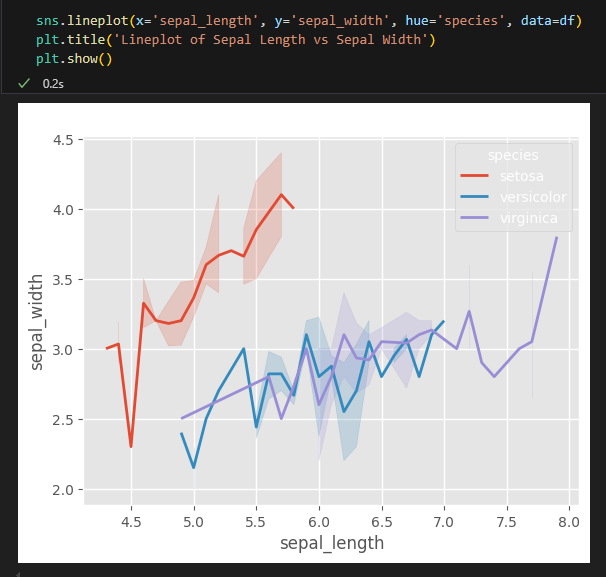 sns.lineplot(x='sepal_length', y='sepal_width', hue='species', data=df)
plt.title('Lineplot of Sepal Length vs Sepal Width')
plt.show()
0.2s
4.5
4.0
3.5
3.0
2.5
2.0
sepal_width
species
setosa
versicolor
virginica
4.5 5.0 5.5 6.0 6.5 7.0 7.5 8.0
sepal_length